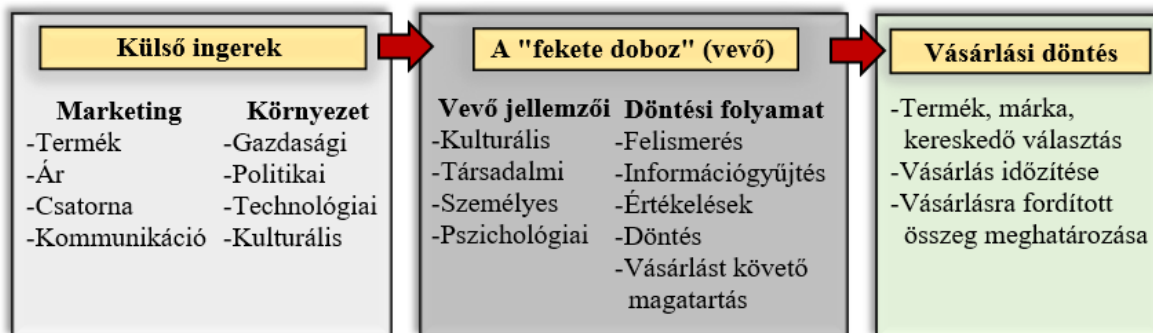 Külső ingerek
Marketing
-Termék
-Ár
-Csatorna
-Kommunikáció
Környezet
-Gazdasági
-Politikai
-Technológiai
-Kulturális
A "fekete doboz" (vevő)
Vevő jellemzői
-Kulturális
-Társadalmi
-Személyes
-Pszichológiai
Döntési folyamat
-Felismerés
-Információgyűjtés
-Értékelések
-Döntés
-Vásárlást követő
magatartás
Vásárlási döntés
-Termék, márka,
kereskedő választás
-Vásárlás időzítése
-Vásárlásra fordított
összeg meghatározása